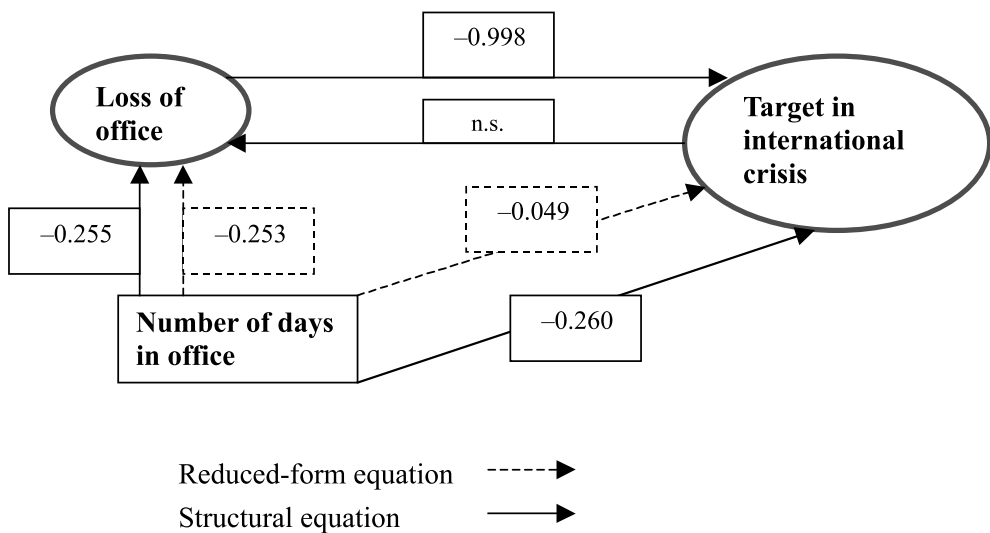 –0.998
Loss of
office
Target in
international
crisis
n.s.
–0.049
–0.255
–0.253
Number of days
in office
–0.260
Reduced-form equation
Structural equation